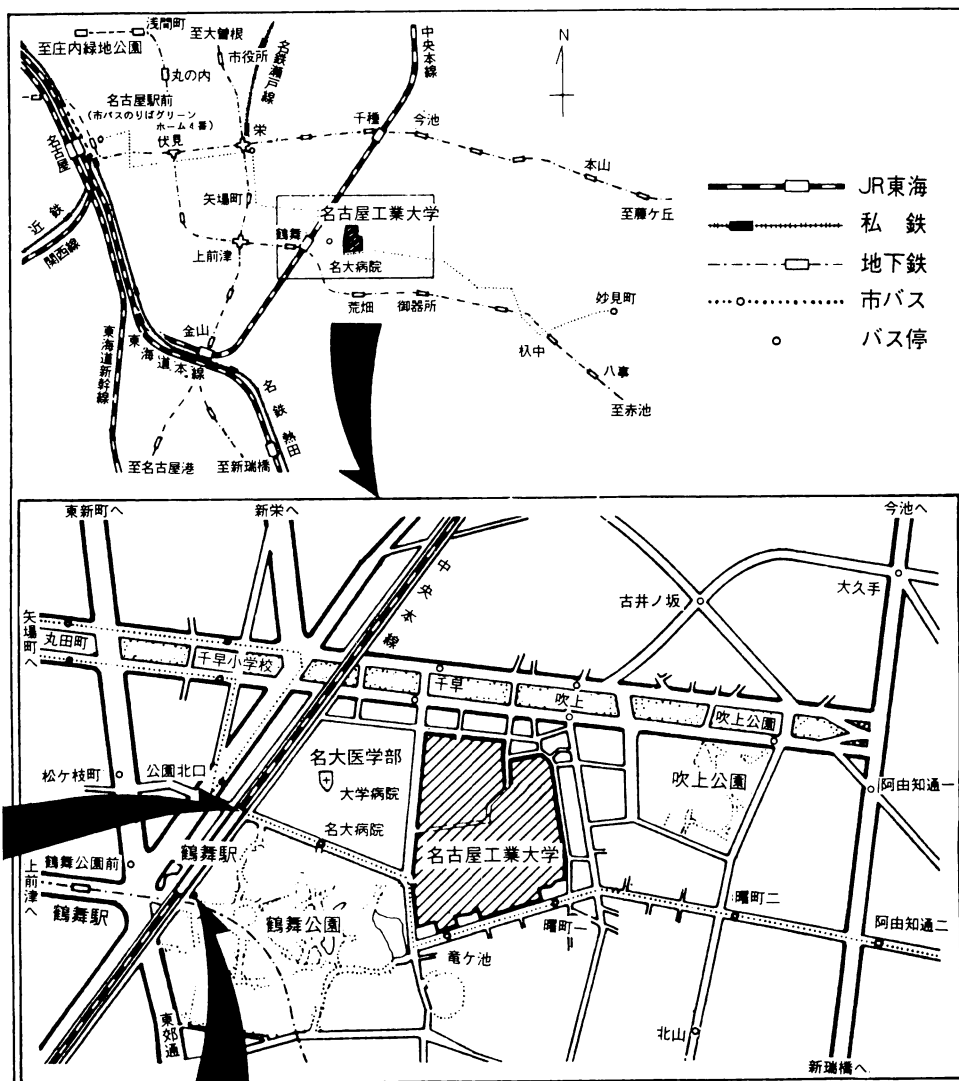 浅間町
至庄内緑地公園
至大曽根
市役所
名鉄瀬戸線
中央本線
N
丸の内
名古屋駅前
(市バスのりばグリーン
ホーム4番)
名古屋
伏見
栄
千種
今池
本山
至藤ケ丘
近鉄
関西線
矢場町
名古屋工業大学
鶴舞
上前津
名大病院
荒畑
御器所
妙見町
杁中
八事
至赤池
金山
東海道本線
東海道新幹線
名鉄
熱田
至名古屋港
至新瑞橋
JR東海
私鉄
地下鉄
市バス
バス停
東新町へ
新栄へ
今池へ
中央本線
古井ノ坂
大久手
矢場町へ
丸田町
千早小学校
千早
吹上
吹上公園
名大医学部
大学病院
吹上公園
松ケ枝町
公園北口
阿由知通一
名大病院
鶴舞駅
名古屋工業大学
上前津へ
鶴舞公園前
鶴舞駅
鶴舞公園
曙町一
曙町二
阿由知通二
竜ケ池
東郊通
北山
新瑞橋へ